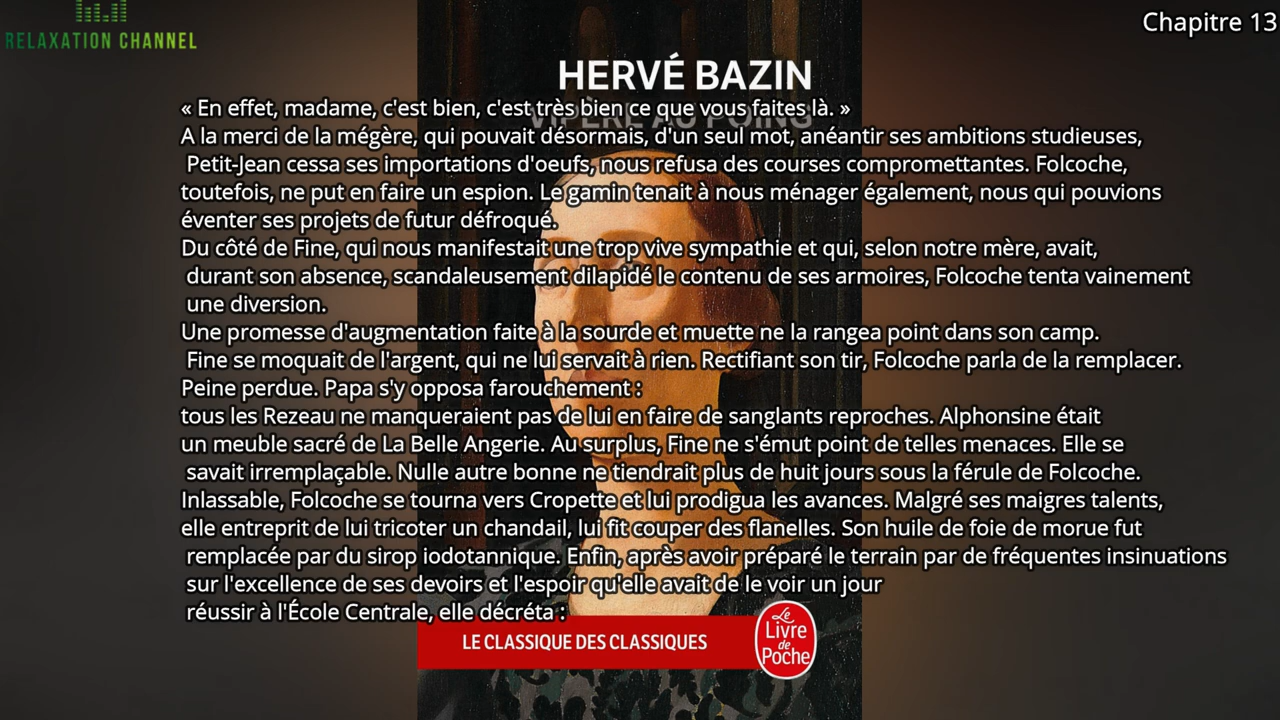 RELAXATION CHANNEL
Chapitre 13
HERVÉ BAZIN
VIPÈRE AU POING
« En effet, madame, c'est bien, c'est très bien ce que vous faites là. »
A la merci de la mégère, qui pouvait désormais, d'un seul mot, anéantir ses ambitions studieuses,
Petit-Jean cessa ses importations d'oeufs, nous refusa des courses compromettantes. Folcoche,
toutefois, ne put en faire un espion. Le gamin tenait à nous ménager également, nous qui pouvions
éventer ses projets de futur défroqué.
Du côté de Fine, qui nous manifestait une trop vive sympathie et qui, selon notre mère, avait,
durant son absence, scandaleusement dilapidé le contenu de ses armoires, Folcoche tenta vainement
une diversion.
Une promesse d'augmentation faite à la sourde et muette ne la rangea point dans son camp.
Fine se moquait de l'argent, qui ne lui servait à rien. Rectifiant son tir, Folcoche parla de la remplacer.
Peine perdue. Papa s'y opposa farouchement :
tous les Rezeau ne manqueraient pas de lui en faire de sanglants reproches. Alphonsine était
un meuble sacré de La Belle Angerie. Au surplus, Fine ne s'émut point de telles menaces. Elle se
savait irremplaçable. Nulle autre bonne ne tiendrait plus de huit jours sous la férule de Folcoche.
Inlassable, Folcoche se tourna vers Cropette et lui prodigua les avances. Malgré ses maigres talents,
elle entreprit de lui tricoter un chandail, lui fit couper des flanelles. Son huile de foie de morue fut
remplacée par du sirop iodotannique. Enfin, après avoir préparé le terrain par de fréquentes insinuations
sur l'excellence de ses devoirs et l'espoir qu'elle avait de le voir un jour
réussir à l'École Centrale, elle décréta :
LE CLASSIQUE DES CLASSIQUES
Le
Livre
de
Poche